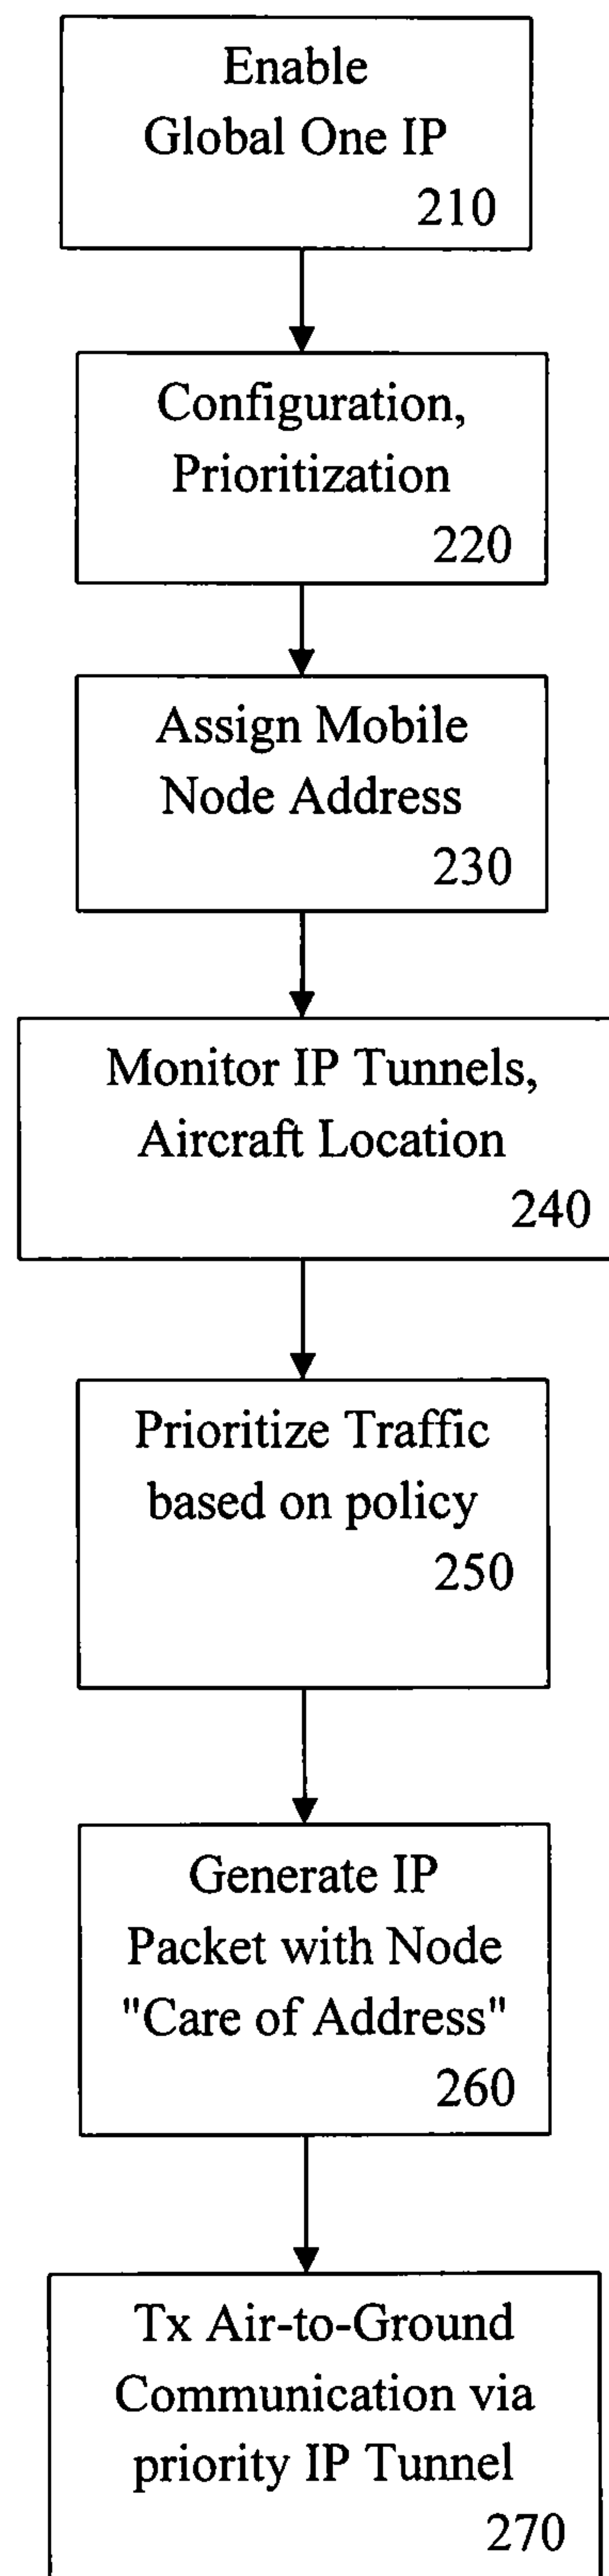 Enable
Global One IP
210
Configuration,
Prioritization
220
Assign Mobile
Node Address
230
Monitor IP Tunnels,
Aircraft Location
240
Prioritize Traffic
based on policy
250
Generate IP
Packet with Node
"Care of Address"
260
Tx Air-to-Ground
Communication via
priority IP Tunnel
270